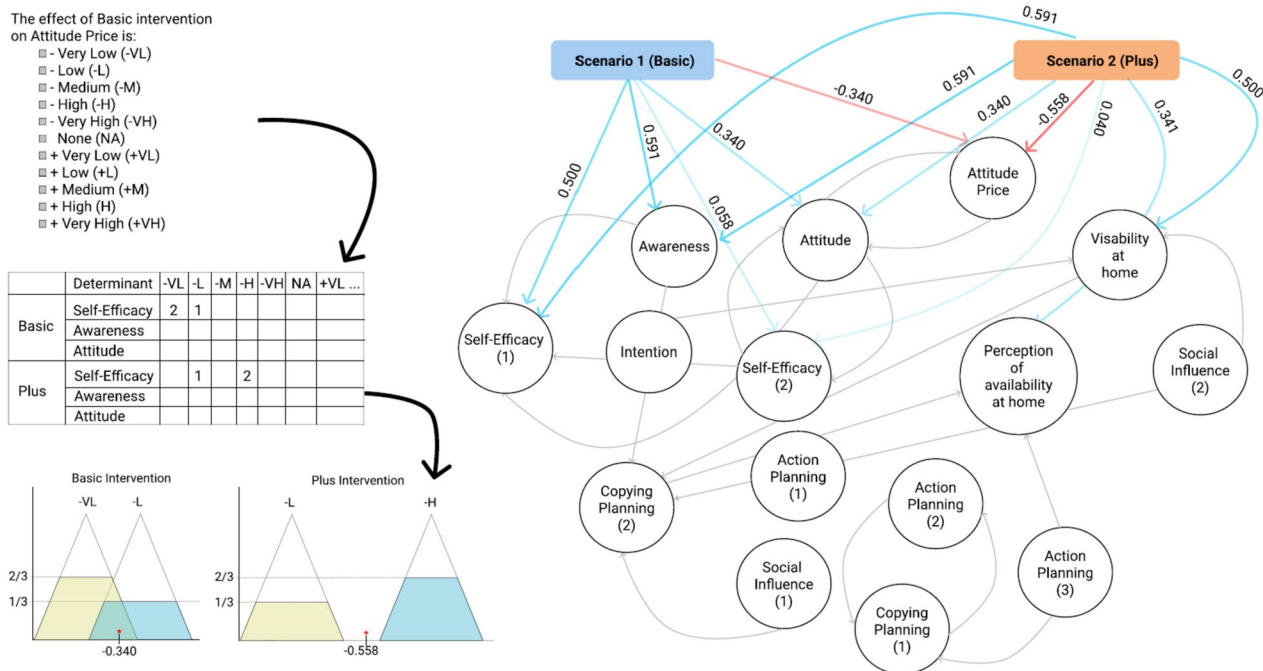 The effect of Basic intervention
on Attitude Price is:
- Very Low (-VL)
- Low (-L)
- Medium (-M)
- High (-H)
- Very High (-VH)
None (NA)
+ Very Low (+VL)
+ Low (+L)
+ Medium (+M)
+ High (H)
+ Very High (+VH)
Determinant -VL -L -M -H -VH NA +VL ...
Basic
Self-Efficacy 2 1
Awareness
Attitude
Plus
Self-Efficacy 1 2
Awareness
Attitude
Basic Intervention
-VL -L
2/3
1/3
-0.340
Plus Intervention
-L -H
2/3
1/3
-0.558
Scenario 1 (Basic)
Scenario 2 (Plus)
0.591
-0.340
0.591
0.340
-0.558
0.040
0.341
0.500
0.500
0.591
0.340
0.058
Attitude
Price
Awareness
Attitude
Visability
at
home
Self-Efficacy
(1)
Intention
Self-Efficacy
(2)
Perception
of
availability
at home
Social
Influence
(2)
Copying
Planning
(2)
Action
Planning
(1)
Action
Planning
(2)
Social
Influence
(1)
Copying
Planning
(1)
Action
Planning
(3)